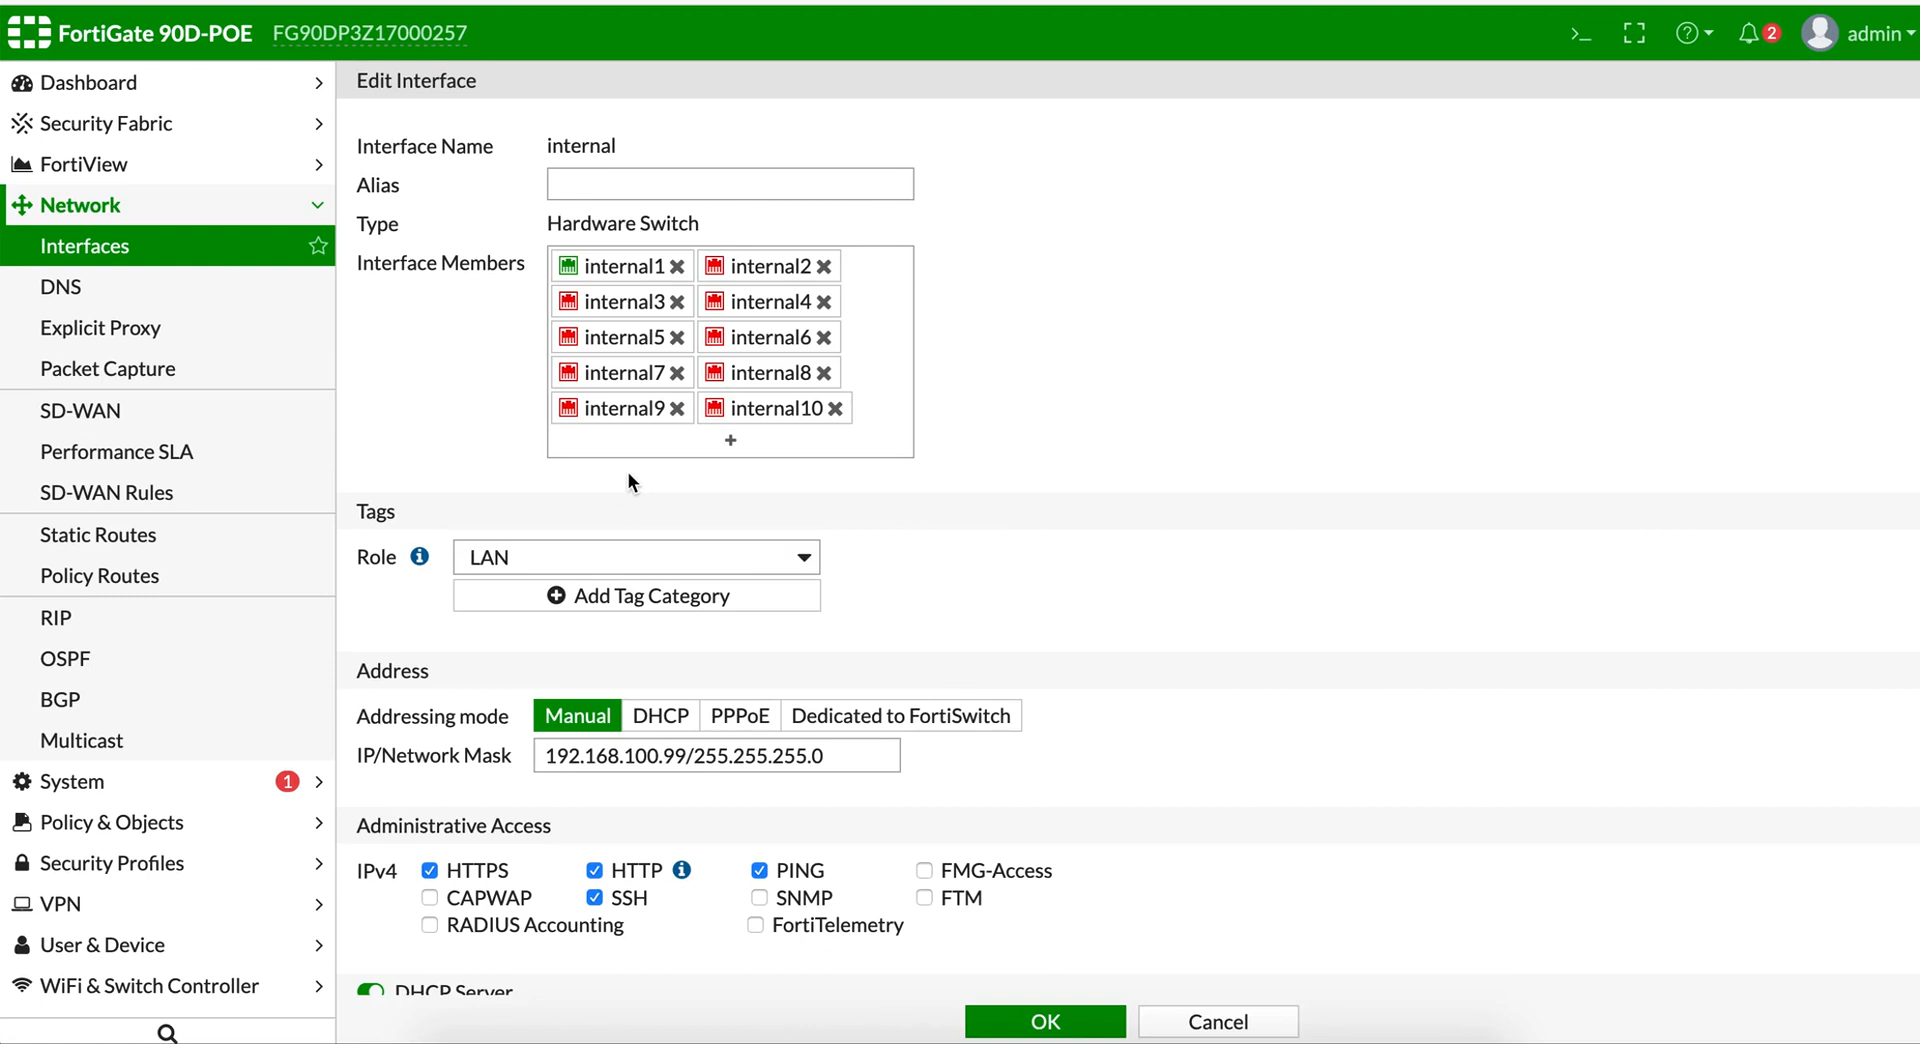 FortiGate 90D-POE FG90DP3Z17000257
2
admin
Dashboard
Security Fabric
FortiView
Network
Interfaces
DNS
Explicit Proxy
Packet Capture
SD-WAN
Performance SLA
SD-WAN Rules
Static Routes
Policy Routes
RIP
OSPF
BGP
Multicast
System 1
Policy & Objects
Security Profiles
VPN
User & Device
WiFi & Switch Controller
Edit Interface
Interface Name internal
Alias
Type Hardware Switch
Interface Members internal1 internal2
internal3 internal4
internal5 internal6
internal7 internal8
internal9 internal10
Tags
Role LAN
Add Tag Category
Address
Addressing mode Manual DHCP PPPoE Dedicated to FortiSwitch
IP/Network Mask 192.168.100.99/255.255.255.0
Administrative Access
IPv4 HTTPS HTTP PING FMG-Access
CAPWAP SSH SNMP FTM
RADIUS Accounting FortiTelemetry
DHCP Server
OK Cancel